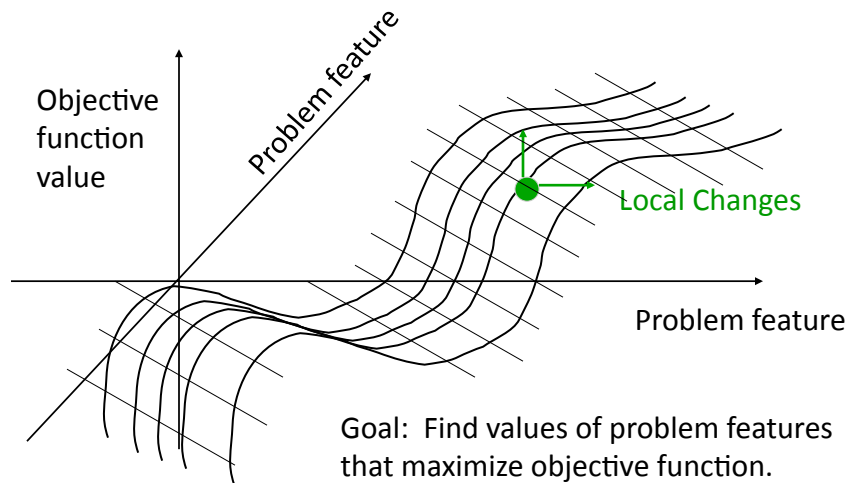 Objective
function
value
Problem feature
Local Changes
Problem feature
Goal:  Find values of problem features
that maximize objective function.